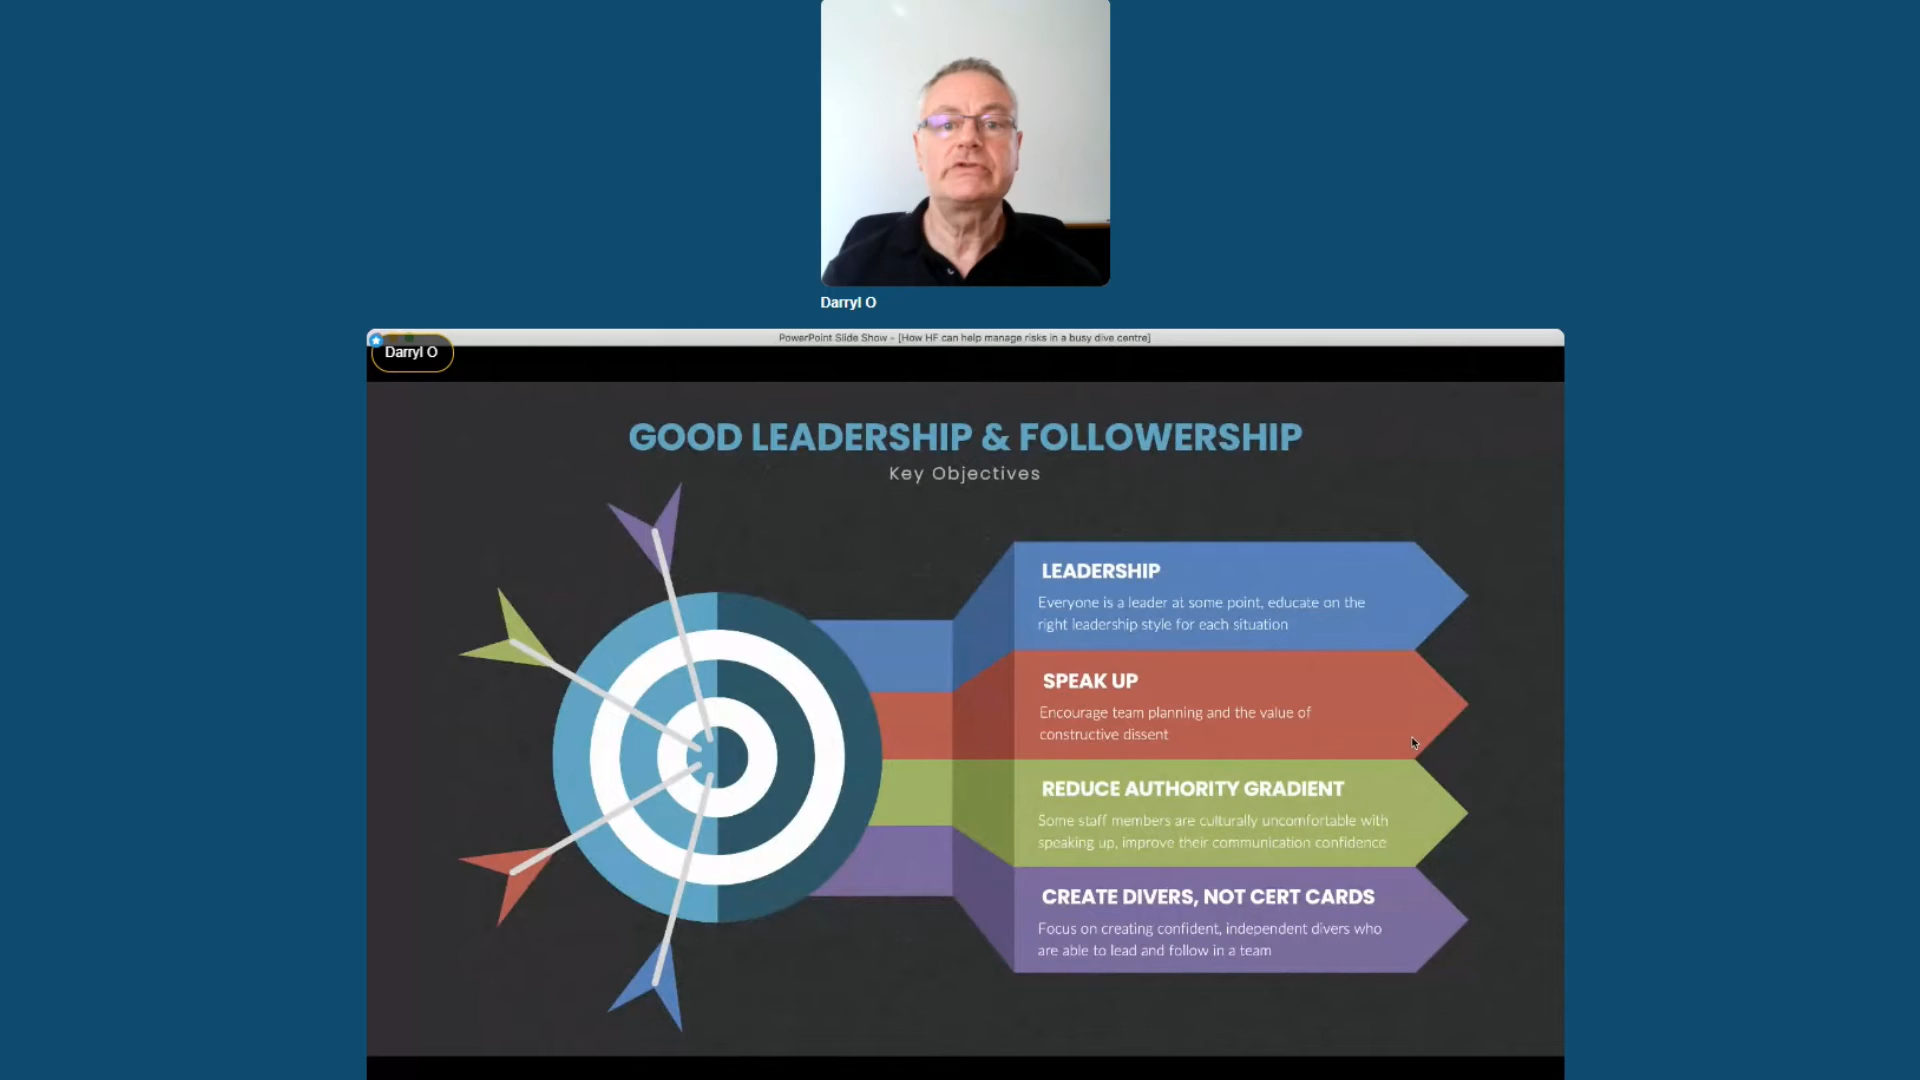 Darryl O
PowerPoint Slide Show - [How HF can help manage risks in a busy dive centre]
Darryl O
GOOD LEADERSHIP & FOLLOWERSHIP
Key Objectives
LEADERSHIP
Everyone is a leader at some point, educate on the
right leadership style for each situation
SPEAK UP
Encourage team planning and the value of
constructive dissent
REDUCE AUTHORITY GRADIENT
Some staff members are culturally uncomfortable with
speaking up, improve their communication confidence
CREATE DIVERS, NOT CERT CARDS
Focus on creating confident, independent divers who
are able to lead and follow in a team